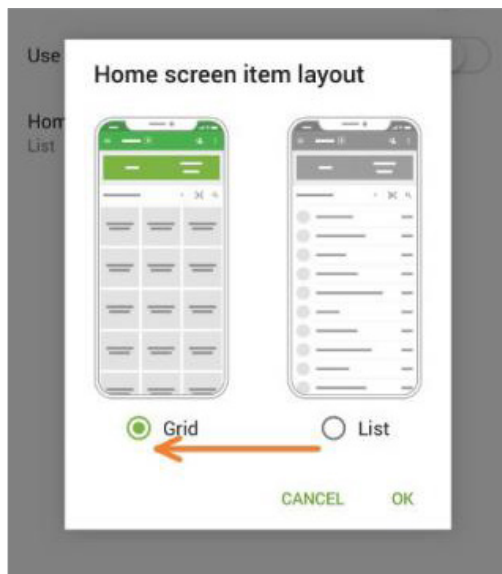 Use
Home screen item layout
Hom
List
Grid
List
CANCEL
OK